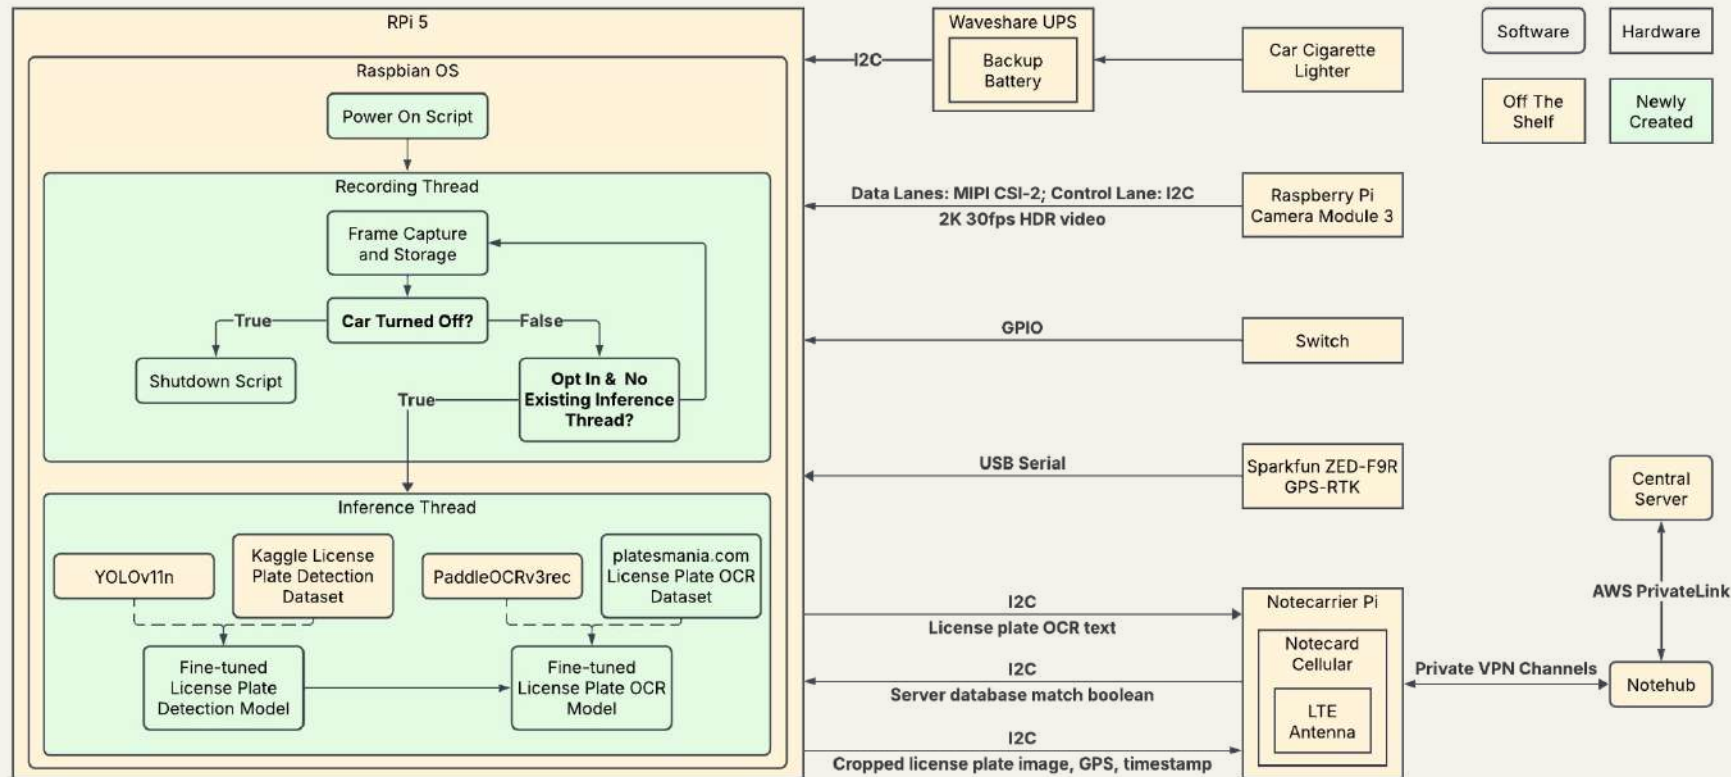 RPi 5
Raspbian OS
Power On Script
Recording Thread
Frame Capture
and Storage
True
Car Turned Off?
False
Shutdown Script
Opt In & No
Existing Inference
Thread?
True
Inference Thread
YOLOv11n
Kaggle License
Plate Detection
Dataset
PaddleOCRv3rec
platesmania.com
License Plate OCR
Dataset
Fine-tuned
License Plate
Detection Model
Fine-tuned
License Plate OCR
Model
I2C
Waveshare UPS
Backup
Battery
Car Cigarette
Lighter
Data Lanes: MIPI CSI-2; Control Lane: I2C
2K 30fps HDR video
Raspberry Pi
Camera Module 3
GPIO
Switch
USB Serial
Sparkfun ZED-F9R
GPS-RTK
I2C
License plate OCR text
I2C
Server database match boolean
I2C
Cropped license plate image, GPS, timestamp
Notecarrier Pi
Notecard
Cellular
LTE
Antenna
Private VPN Channels
Central
Server
AWS PrivateLink
Notehub
Software
Hardware
Off The
Shelf
Newly
Created